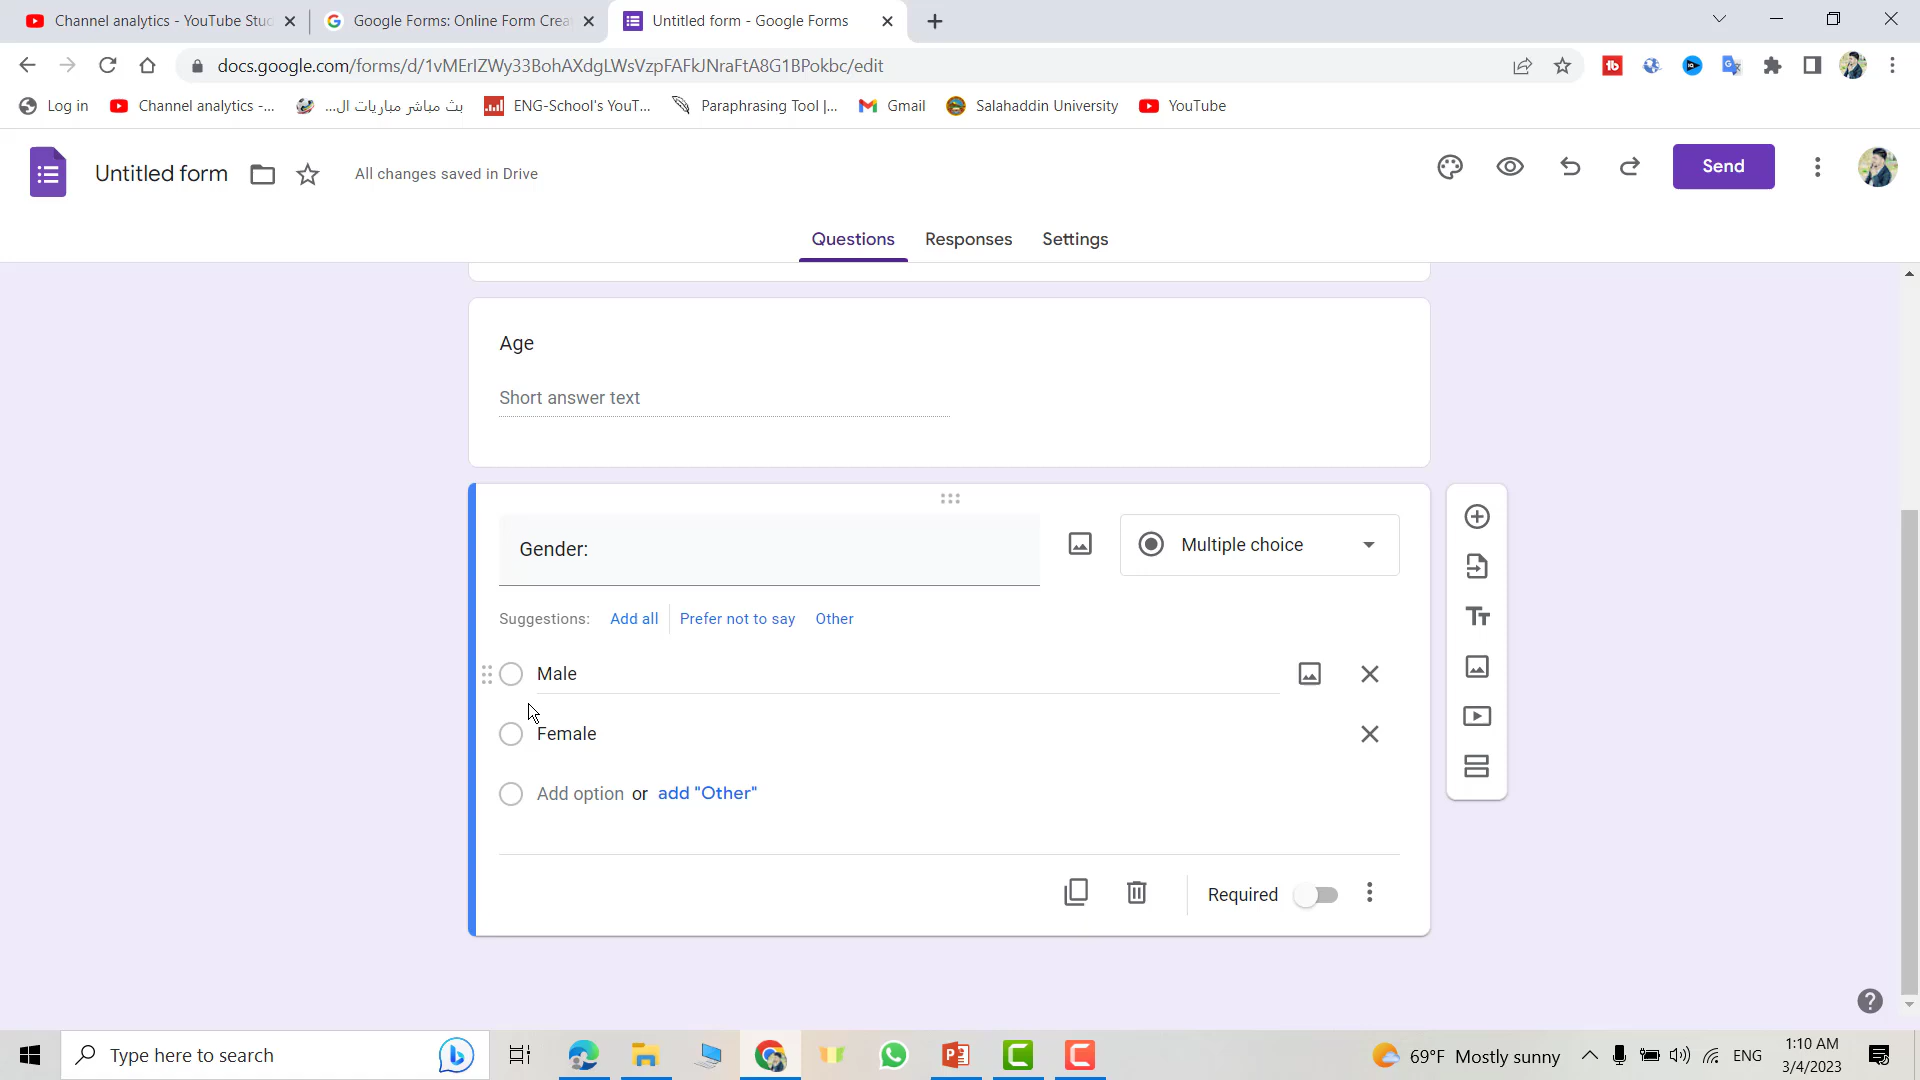 Channel analytics - YouTube Stu
Google Forms: Online Form Crea
Untitled form - Google Forms
docs.google.com/forms/d/1vMErIZWy33BohAXdgLWsVzpFAFkJNraFtA8G1BPokbc/edit
Log in
Channel analytics -...
بث مباشر مباريات ال...
ENG-School's YouT...
Paraphrasing Tool |...
Gmail
Salahaddin University
YouTube
Untitled form
All changes saved in Drive
Send
Questions
Responses
Settings
Age
Short answer text
Gender:
Multiple choice
Suggestions: Add all Prefer not to say Other
Male
Female
Add option or add "Other"
Required
Type here to search
69°F Mostly sunny
ENG
1:10 AM
3/4/2023